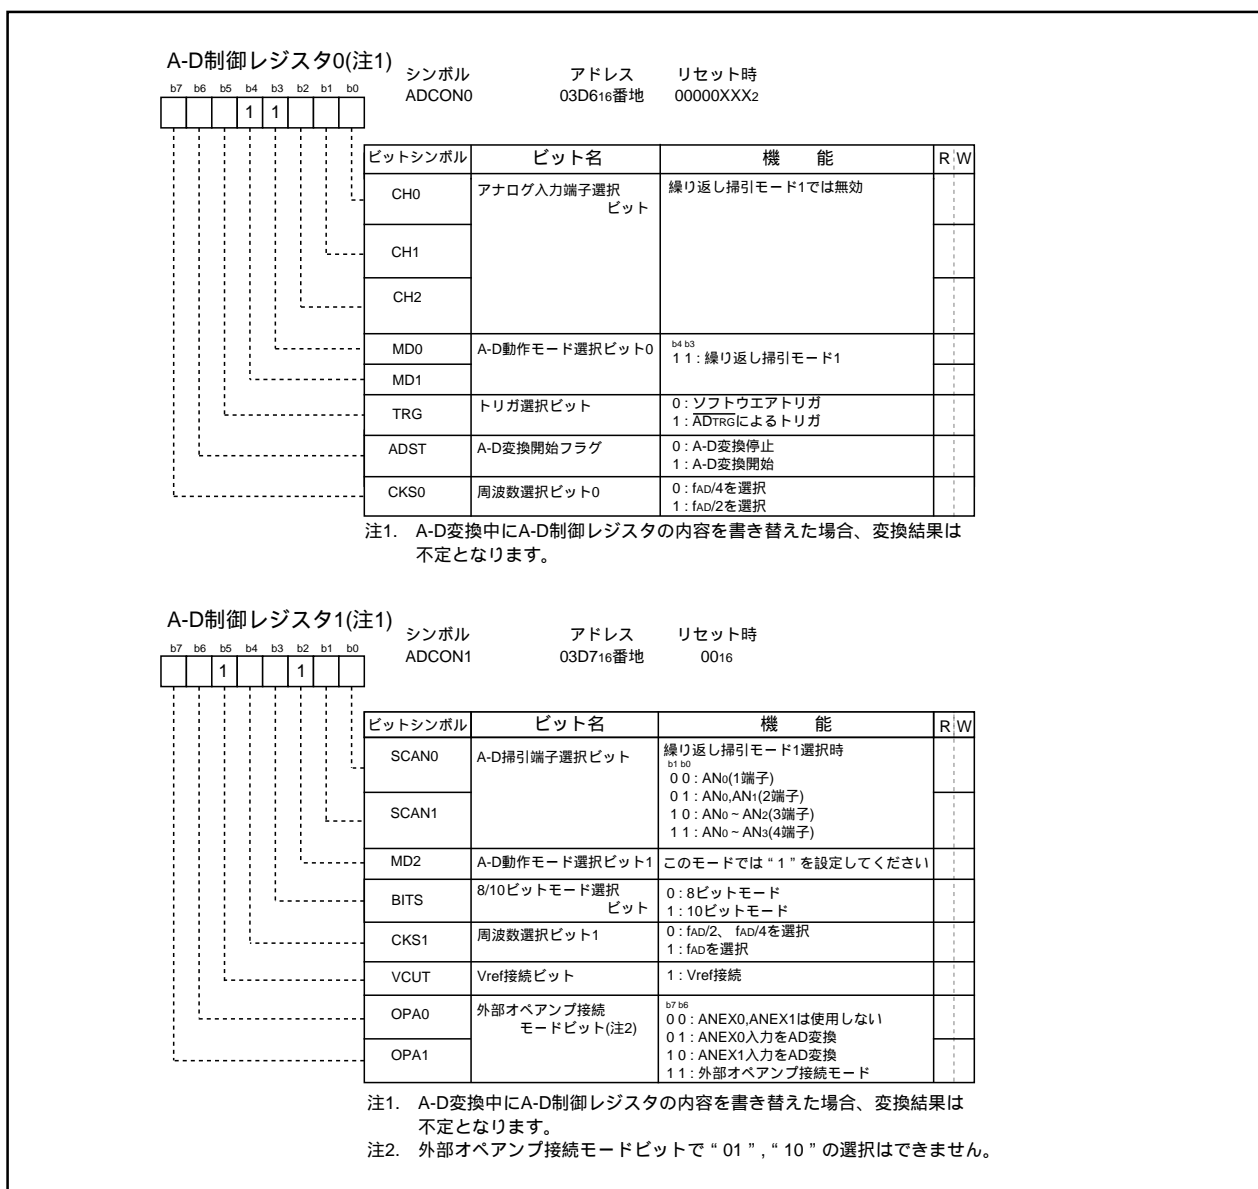 A-D制御レジスタ0(注1)
シンボル アドレス リセット時
ADCON0 03D616番地 00000XXX2
b7 b6 b5 b4 b3 b2 b1 b0
1 1
ビットシンボル ビット名 機 能 R W
CH0 アナログ入力端子選択 繰り返し掃引モード1では無効
ビット
CH1
CH2
MD0 A-D動作モード選択ビット0 b4 b3
1 1 : 繰り返し掃引モード1
MD1
TRG トリガ選択ビット 0 : ソフトウエアトリガ
1 : ADTRGによるトリガ
ADST A-D変換開始フラグ 0 : A-D変換停止
1 : A-D変換開始
CKS0 周波数選択ビット0 0 : fAD/4を選択
1 : fAD/2を選択
注1. A-D変換中にA-D制御レジスタの内容を書き替えた場合、変換結果は
不定となります。
A-D制御レジスタ1(注1)
シンボル アドレス リセット時
ADCON1 03D716番地 0016
b7 b6 b5 b4 b3 b2 b1 b0
1 1
ビットシンボル ビット名 機 能 R W
SCAN0 A-D掃引端子選択ビット 繰り返し掃引モード1選択時
b1 b0
0 0 : AN0(1端子)
0 1 : AN0,AN1(2端子)
SCAN1 1 0 : AN0 ~ AN2(3端子)
1 1 : AN0 ~ AN3(4端子)
MD2 A-D動作モード選択ビット1 このモードでは“ 1 ”を設定してください
BITS 8/10ビットモード選択 0 : 8ビットモード
ビット 1 : 10ビットモード
CKS1 周波数選択ビット1 0 : fAD/2、 fAD/4を選択
1 : fADを選択
VCUT Vref接続ビット 1 : Vref接続
OPA0 外部オペアンプ接続 b7 b6
モードビット(注2) 0 0 : ANEX0,ANEX1は使用しない
0 1 : ANEX0入力をAD変換
OPA1 1 0 : ANEX1入力をAD変換
1 1 : 外部オペアンプ接続モード
注1. A-D変換中にA-D制御レジスタの内容を書き替えた場合、変換結果は
不定となります。
注2. 外部オペアンプ接続モードビットで“ 01 ” , “ 10 ”の選択はできません。